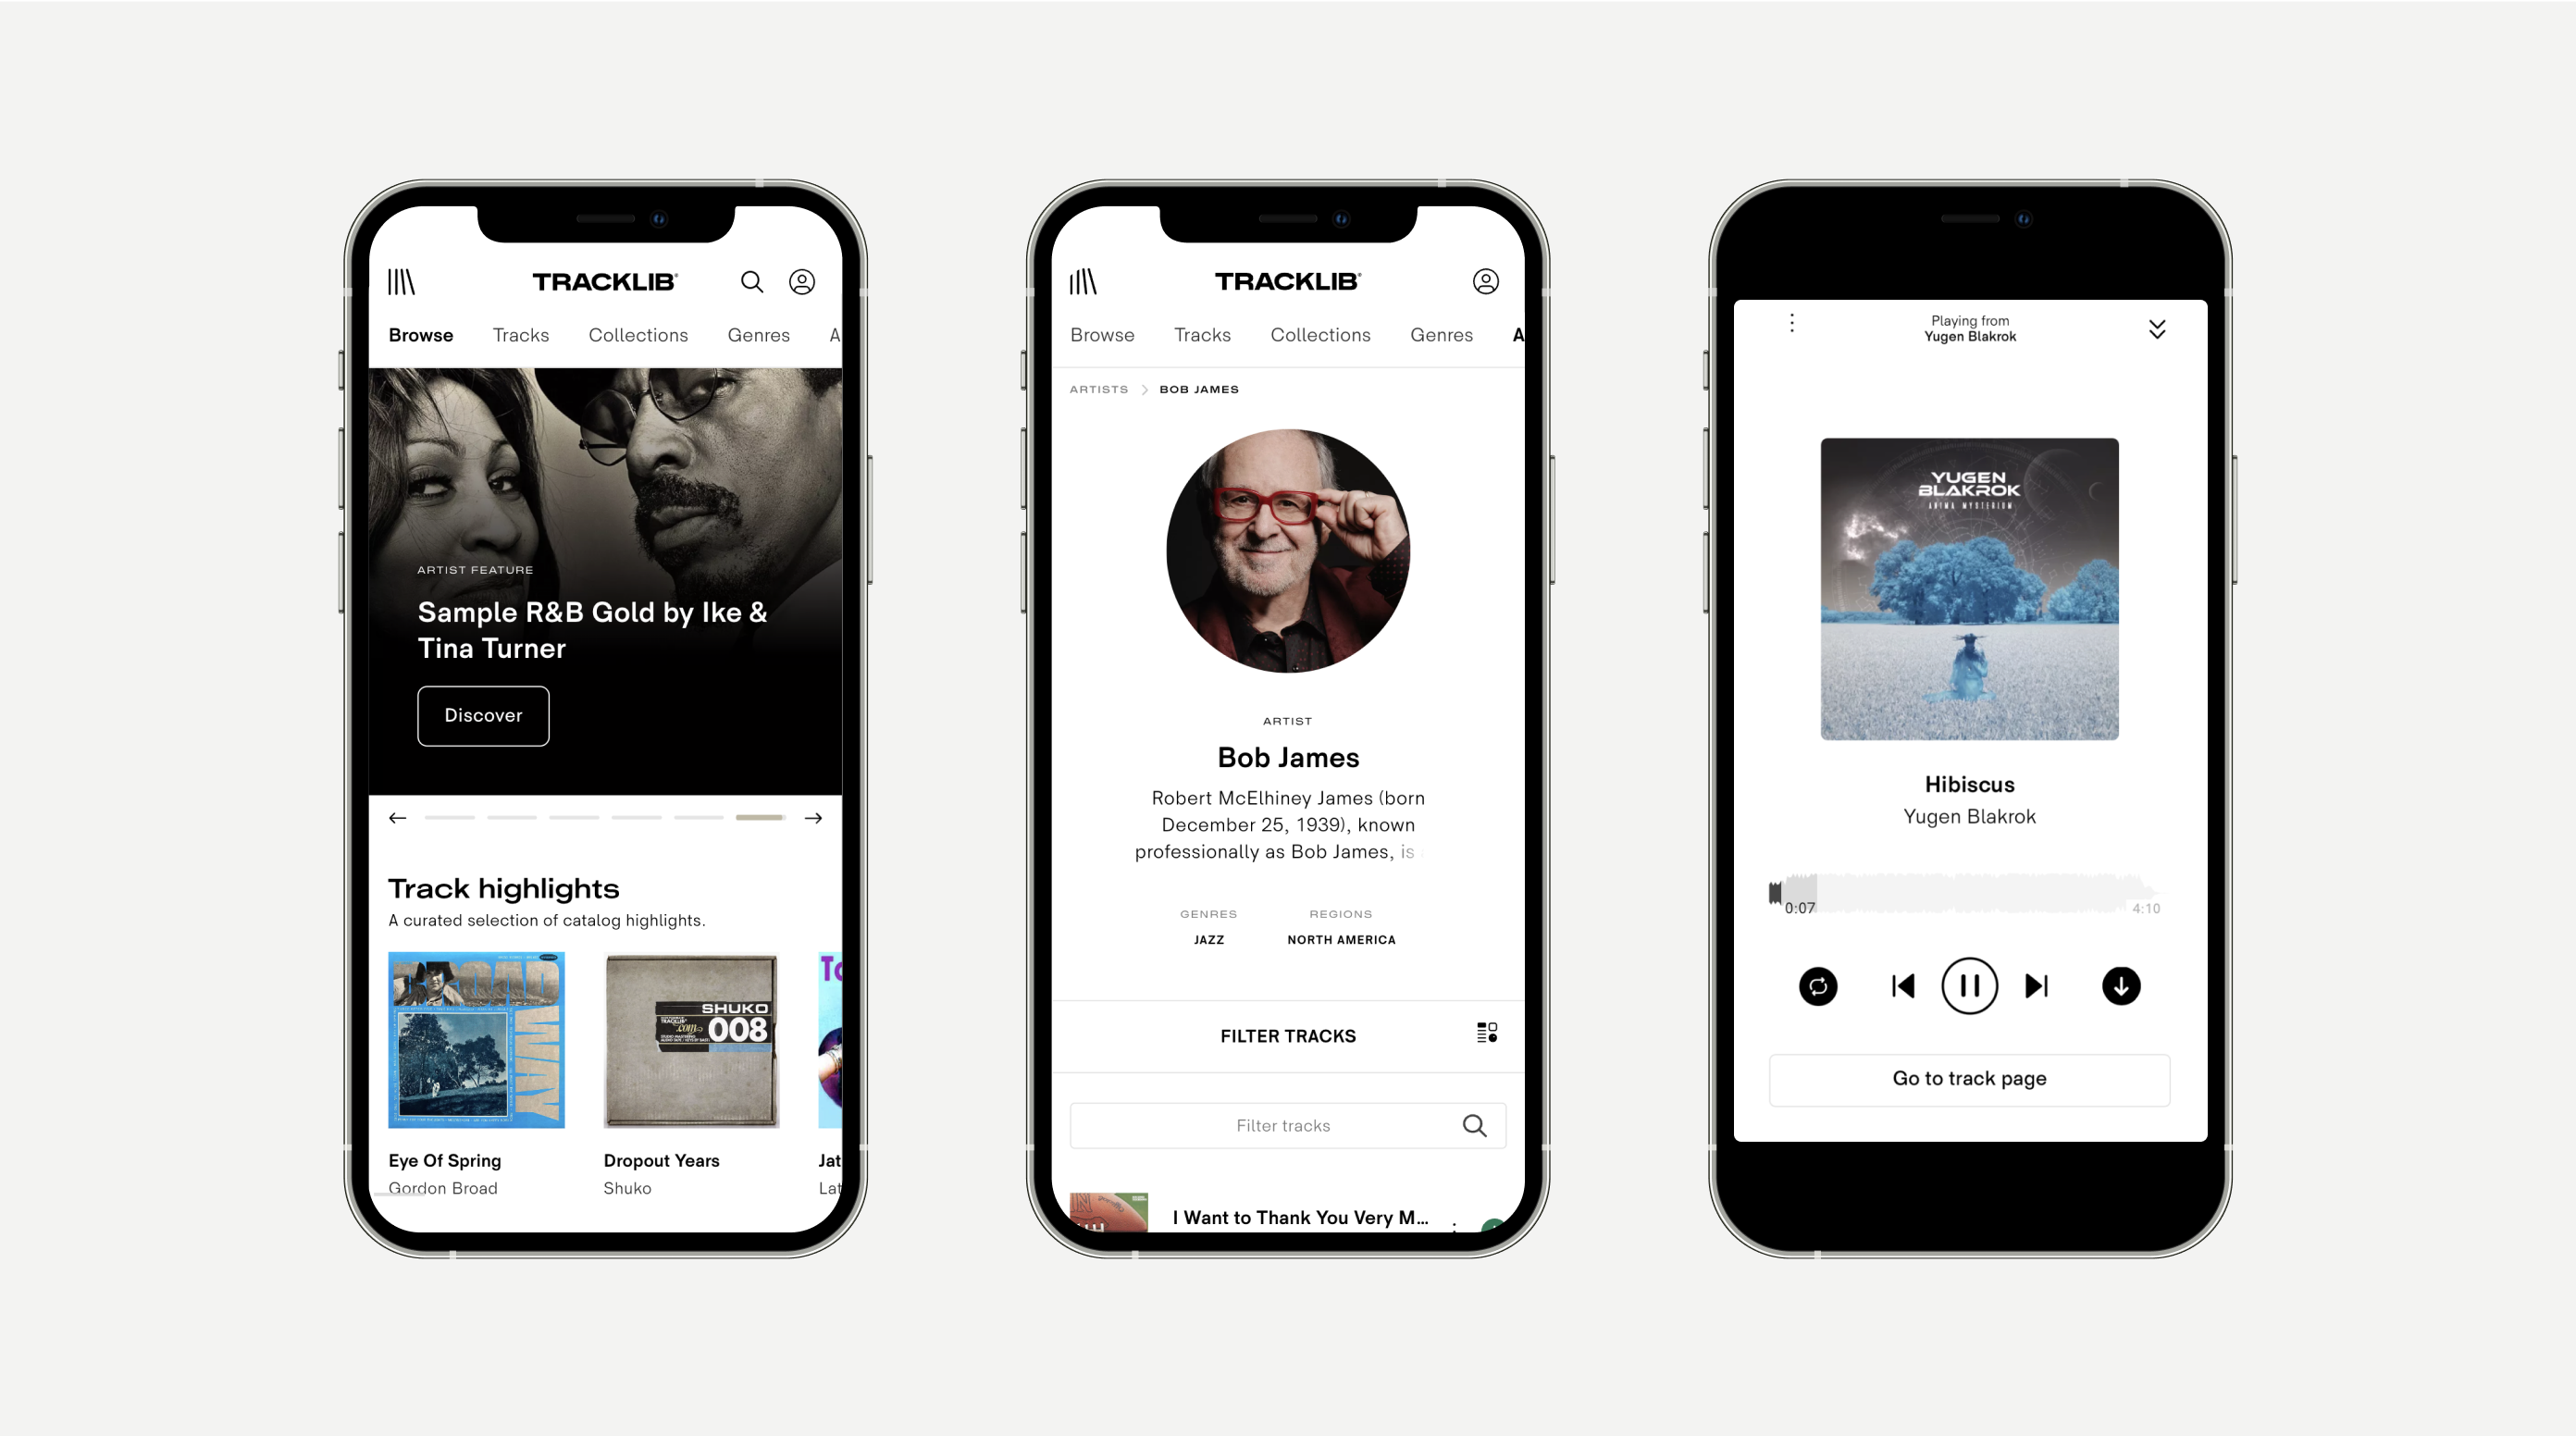 TRACKLIB
Browse Tracks Collections Genres A
ARTIST FEATURE
Sample R&B Gold by Ike &
Tina Turner
Discover
Track highlights
A curated selection of catalog highlights.
SHUKO
TRACKLIB
.com
008
Eye Of Spring
Gordon Broad
Dropout Years
Shuko
Jat
Lat
TRACKLIB
Browse Tracks Collections Genres A
ARTISTS > BOB JAMES
ARTIST
Bob James
Robert McElhiney James (born
December 25, 1939), known
professionally as Bob James, is
GENRES REGIONS
JAZZ NORTH AMERICA
FILTER TRACKS
Filter tracks
I Want to Thank You Very M...
Playing from
Yugen Blakrok
YUGEN
BLAKROK
ANIMA MYSTERIUM
Hibiscus
Yugen Blakrok
0:07 4:10
Go to track page